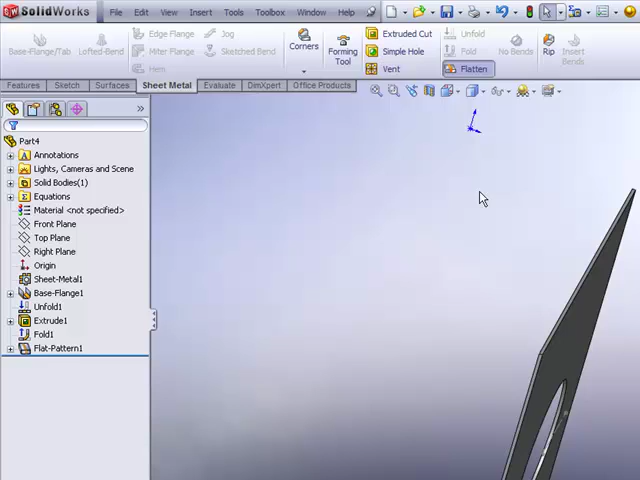 SolidWorks File Edit View Insert Tools Toolbox Window Help
Base-Flange/Tab Lofted-Bend Edge Flange Miter Flange Hem Jog Sketched Bend Corners Forming Tool Extruded Cut Simple Hole Vent Unfold Fold Flatten No Bends Rip Insert Bends
Features Sketch Surfaces Sheet Metal Evaluate DimXpert Office Products
Part4
Annotations
Lights, Cameras and Scene
Solid Bodies(1)
Equations
Material <not specified>
Front Plane
Top Plane
Right Plane
Origin
Sheet-Metal1
Base-Flange1
Unfold1
Extrude1
Fold1
Flat-Pattern1